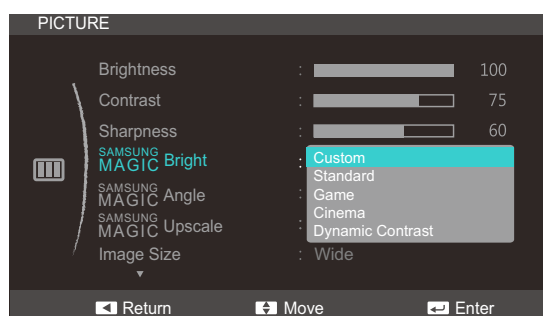 PICTURE
Brightness : 100
Contrast : 75
Sharpness : 60
SAMSUNG MAGIC Bright :
Custom
Standard
Game
Cinema
Dynamic Contrast
SAMSUNG MAGIC Angle :
SAMSUNG MAGIC Upscale :
Image Size : Wide
Return Move Enter